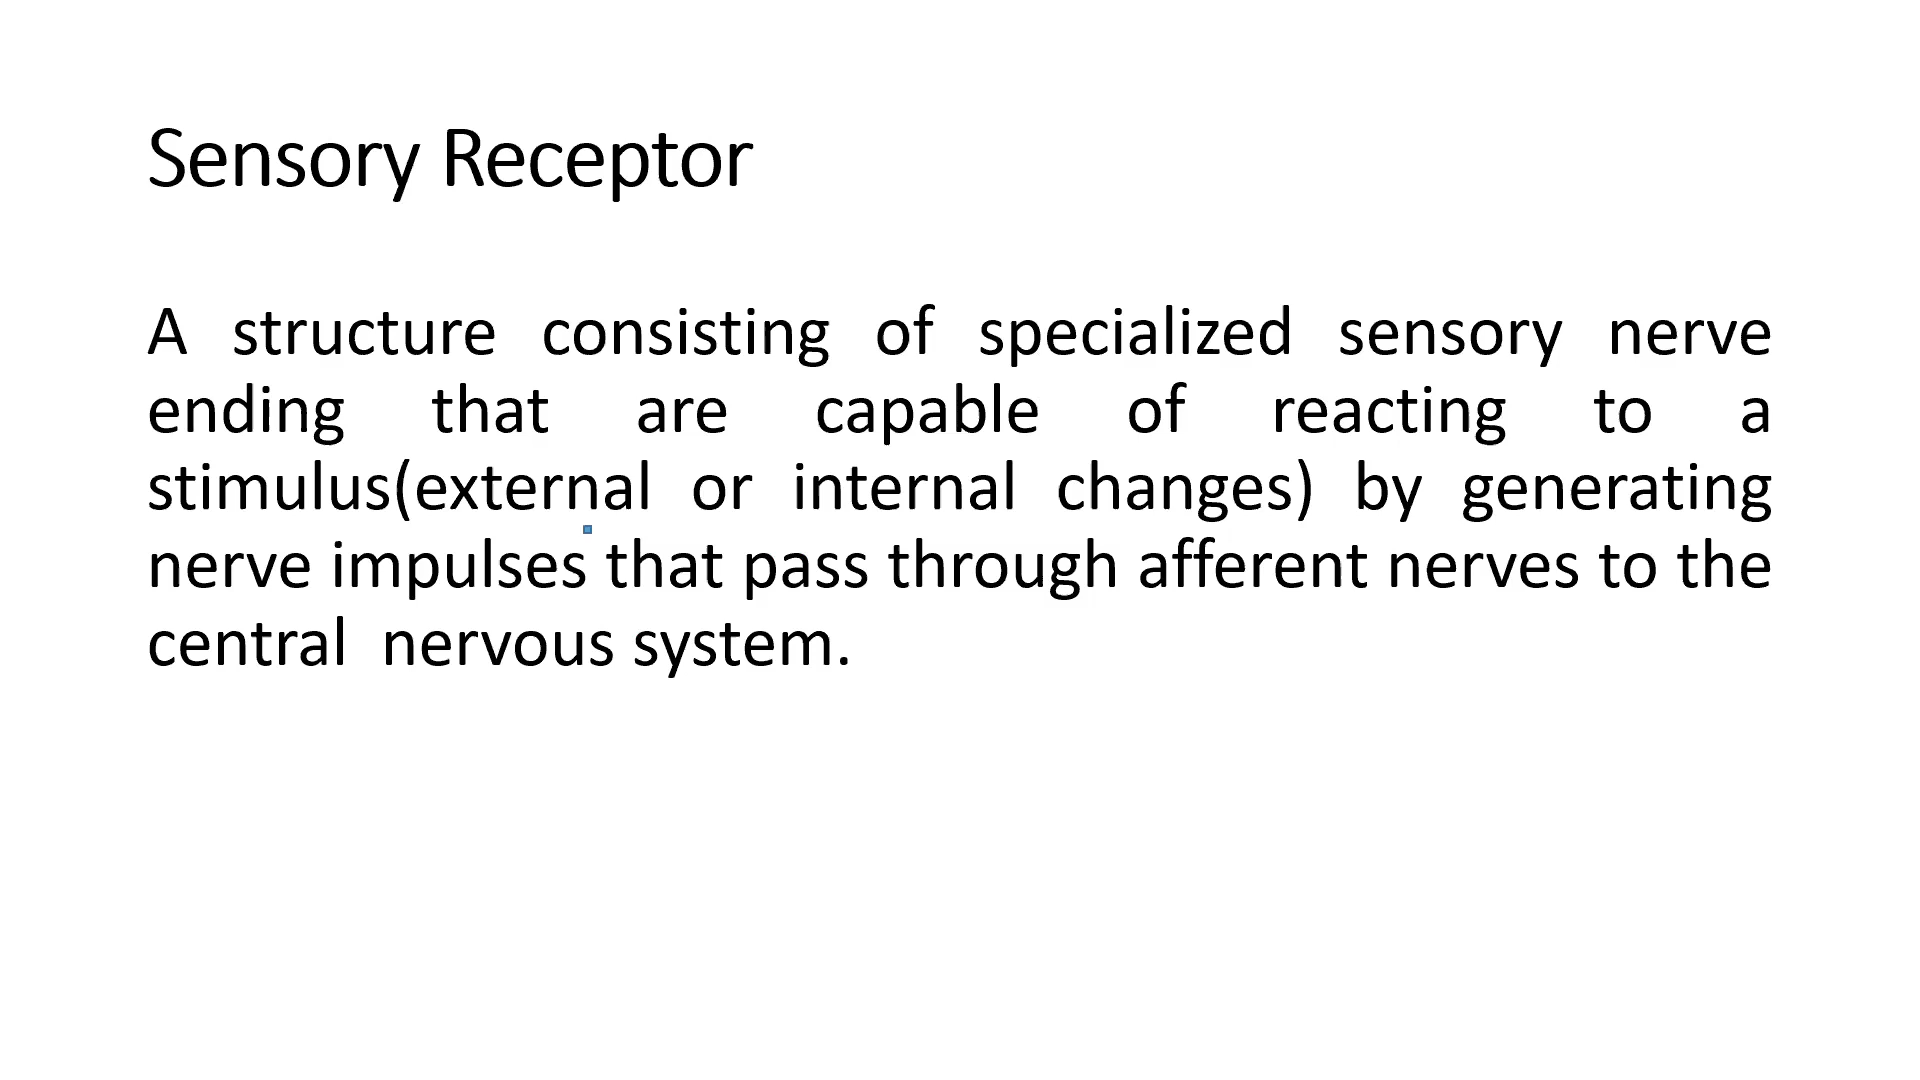 Sensory Receptor
A structure consisting of specialized sensory nerve
ending that are capable of reacting to a
stimulus(external or internal changes) by generating
nerve impulses that pass through afferent nerves to the
central  nervous system.